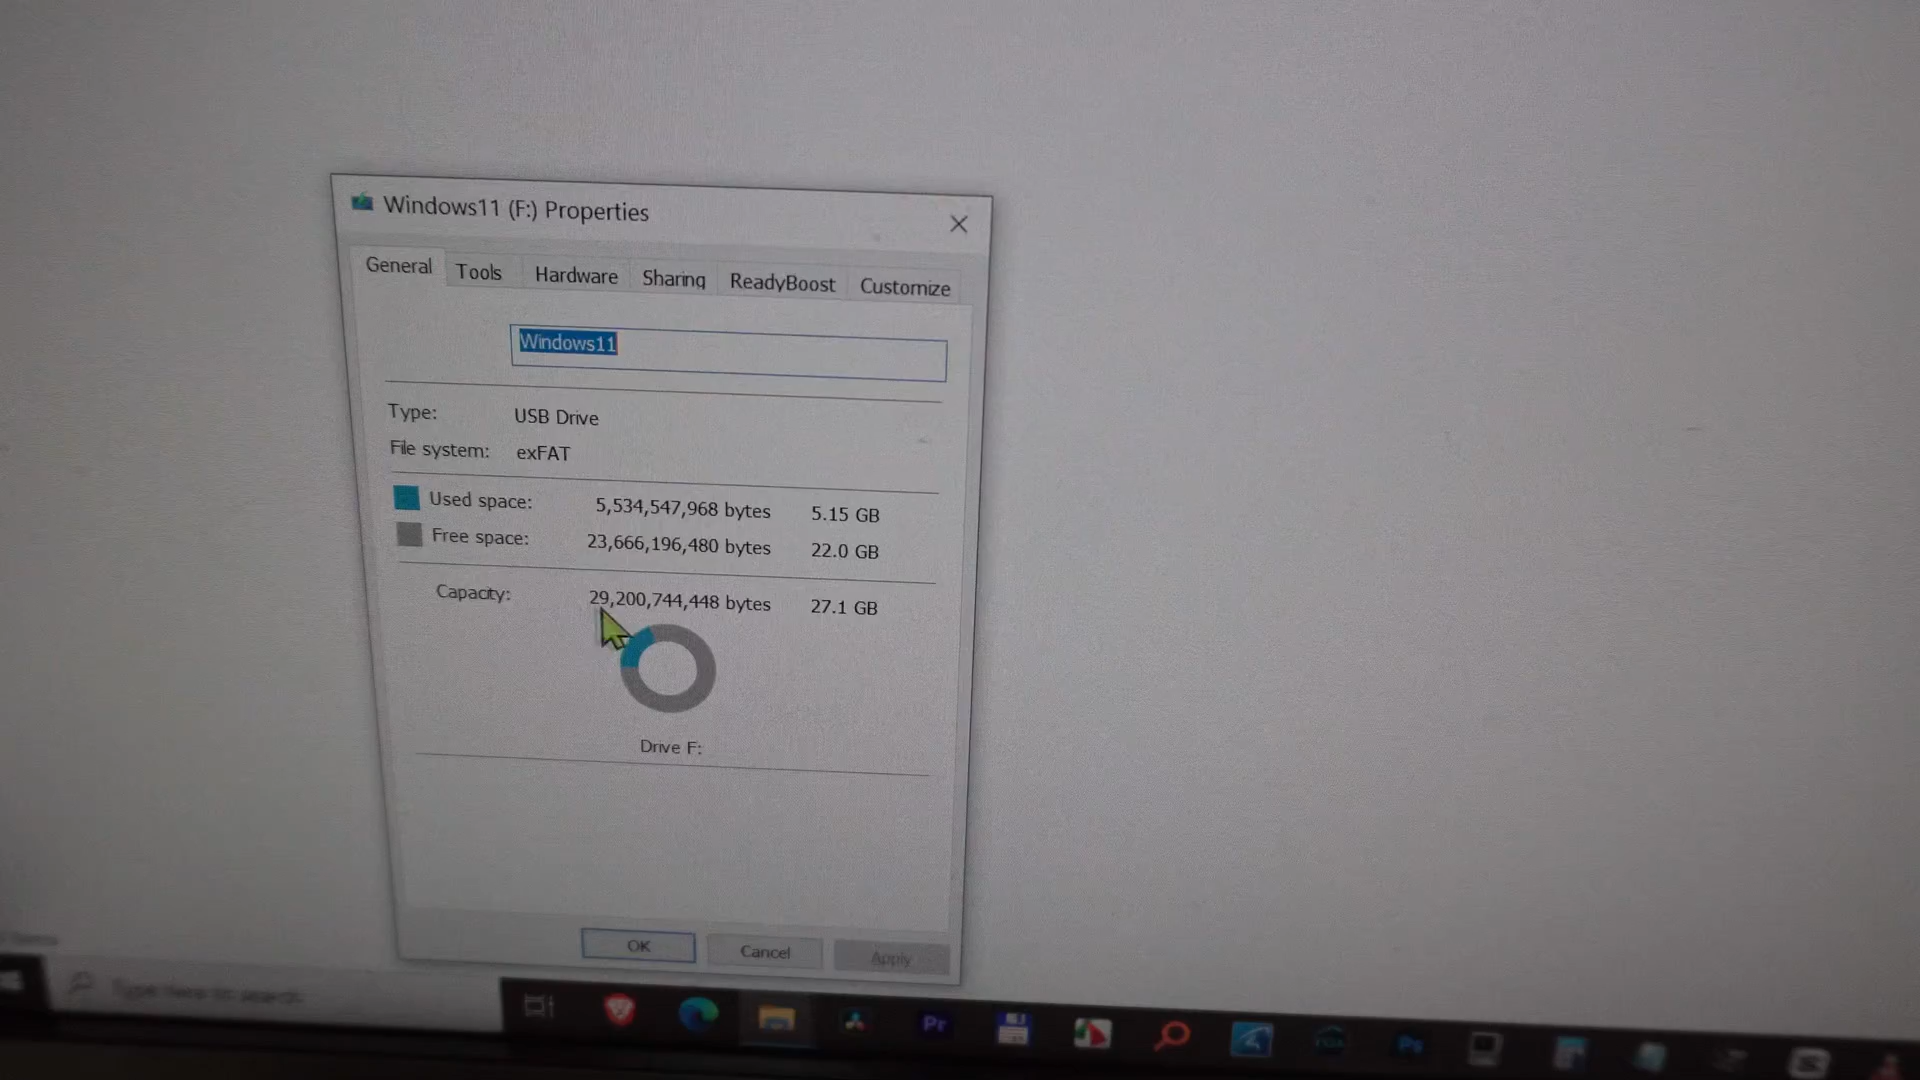 Windows11 (F:) Properties
General Tools Hardware Sharing ReadyBoost Customize
Windows11
Type: USB Drive
File system: exFAT
Used space: 5,534,547,968 bytes 5.15 GB
Free space: 23,666,196,480 bytes 22.0 GB
Capacity: 29,200,744,448 bytes 27.1 GB
Drive F:
OK Cancel Apply
Type here to search
Pr
Ps